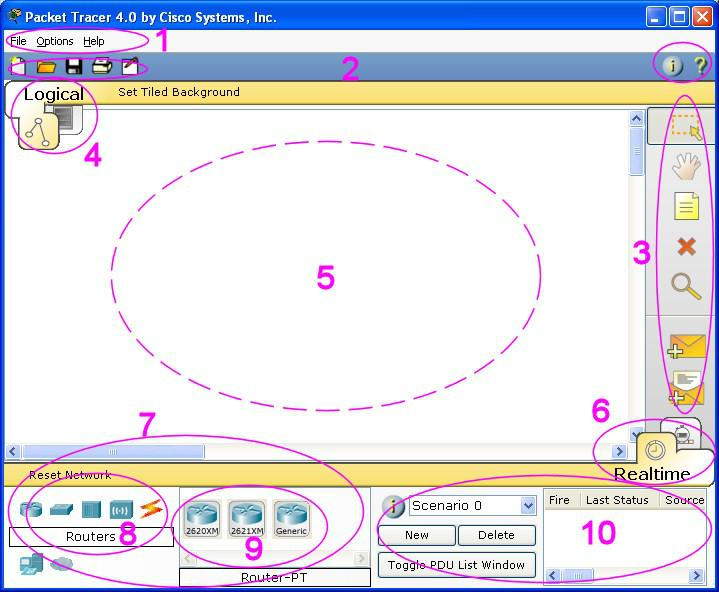 Packet Tracer 4.0 by Cisco Systems, Inc.
File Options Help
1
2
i ?
Logical Set Tiled Background
4
3
5
6
7
Reset Network
Realtime
8
Routers
2620XM 2621XM Generic
9
Router-PT
i Scenario 0
New Delete
Toggle PDU List Window
Fire Last Status Source
10